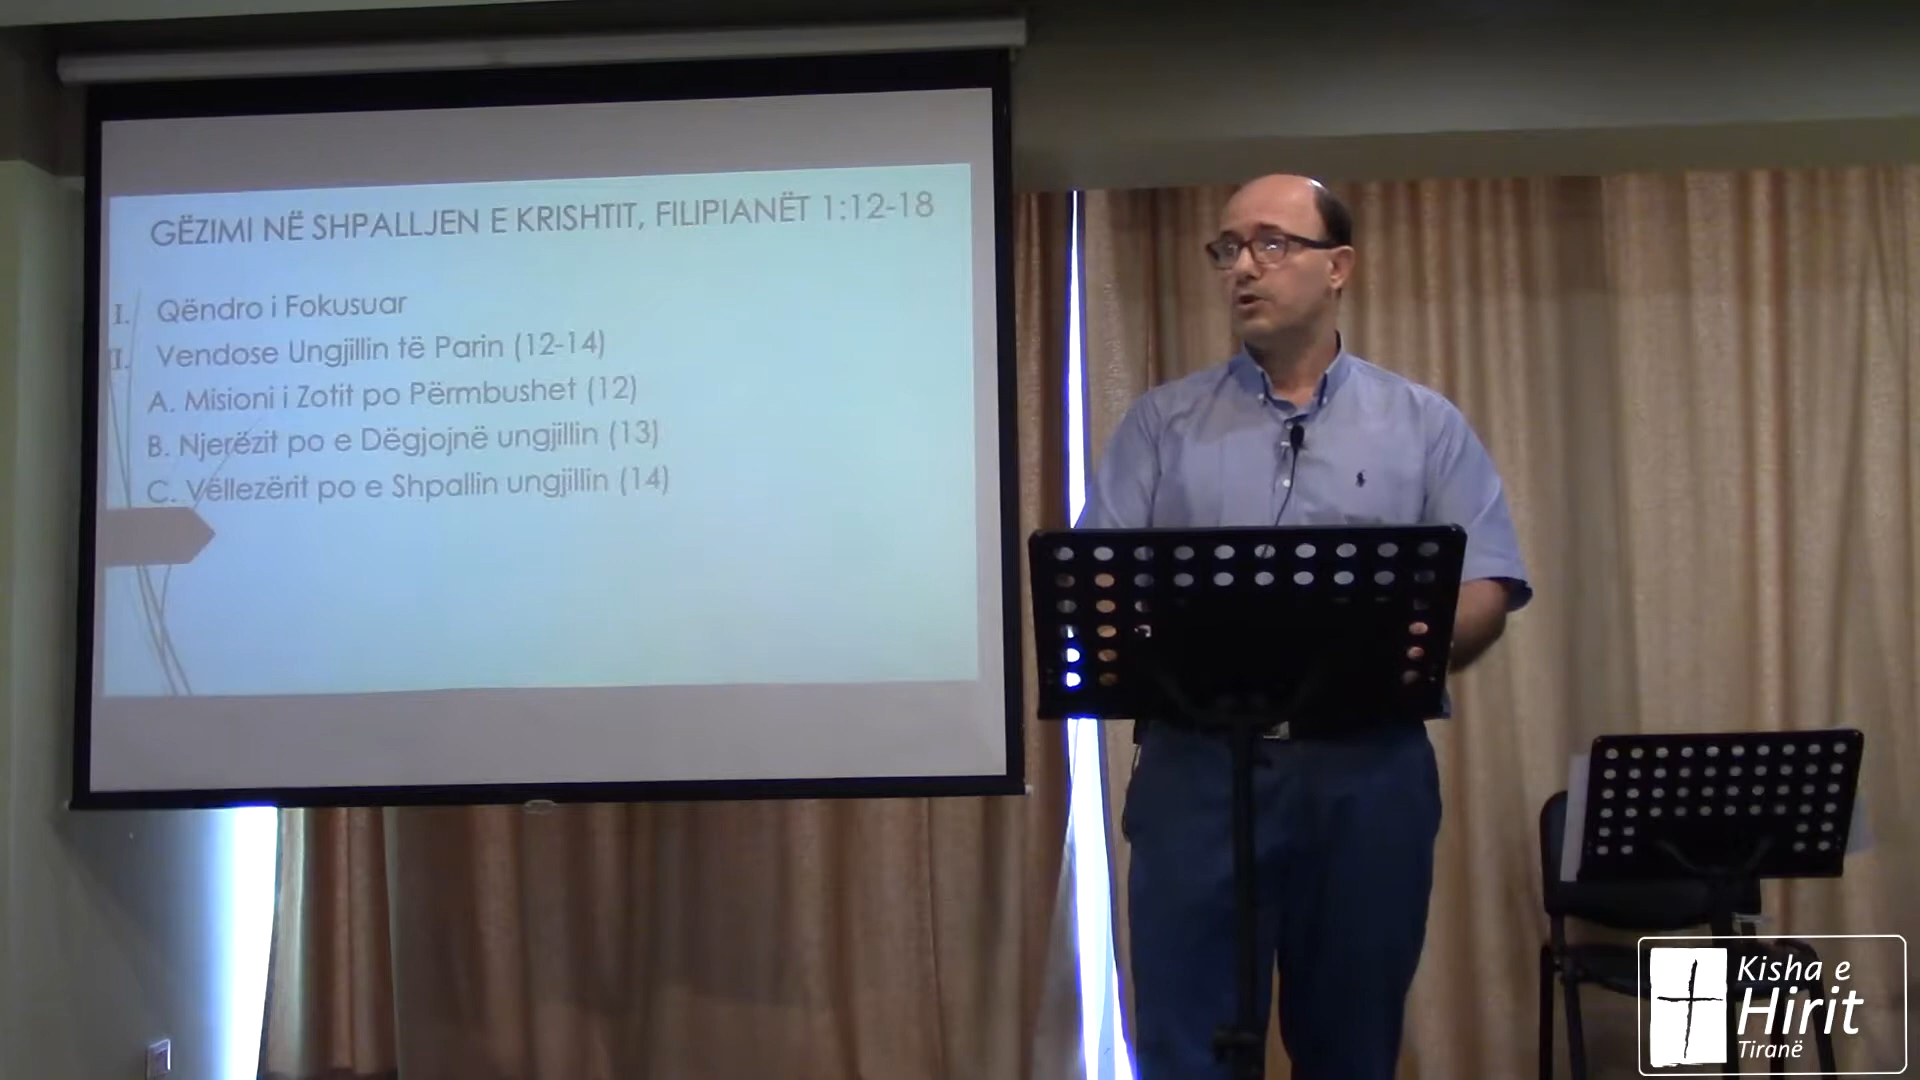 GËZIMI NË SHPALLJEN E KRISHTIT, FILIPIANËT 1:12-18
I. Qëndro i Fokusuar
I. Vendose Ungjillin të Parin (12-14)
A. Misioni i Zotit po Përmbushet (12)
B. Njerëzit po e Dëgjojnë ungjillin (13)
C. Vëllezërit po e Shpallin ungjillin (14)
Kisha e
Hirit
Tiranë